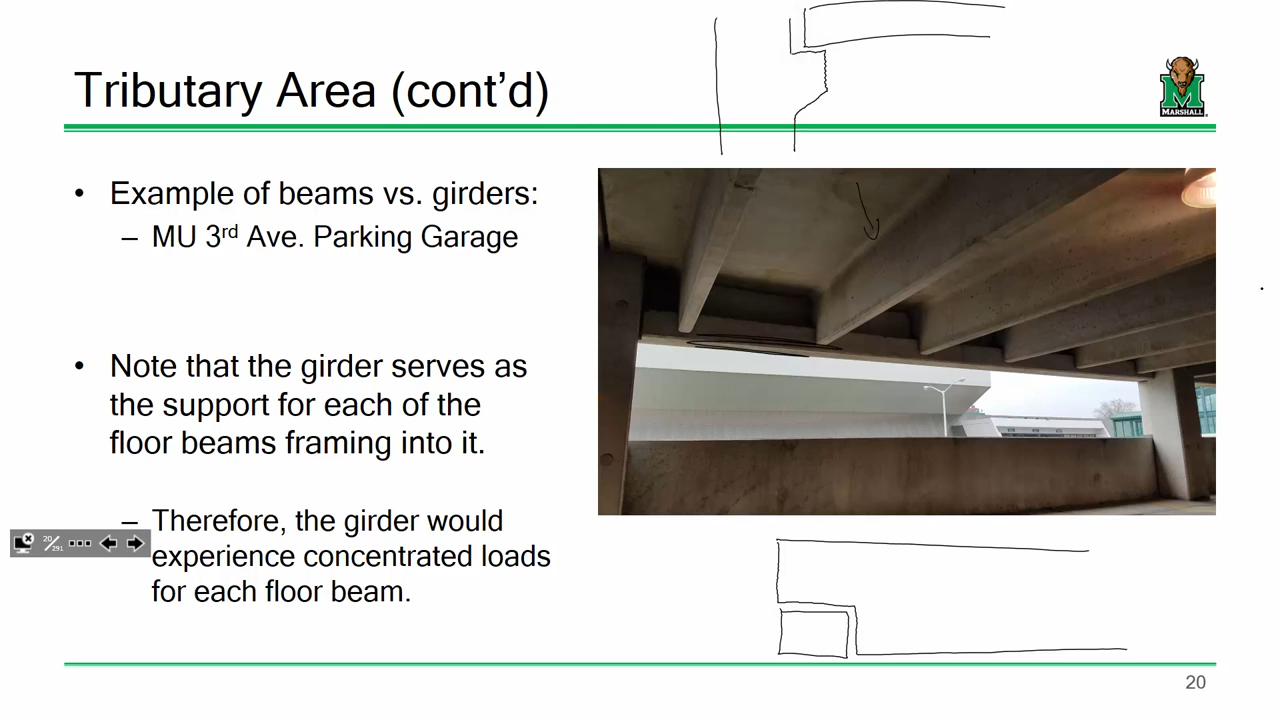 Tributary Area (cont’d)
MARSHALL
• Example of beams vs. girders:
– MU 3rd Ave. Parking Garage
• Note that the girder serves as
the support for each of the
floor beams framing into it.
– Therefore, the girder would
experience concentrated loads
for each floor beam.
20/291
20